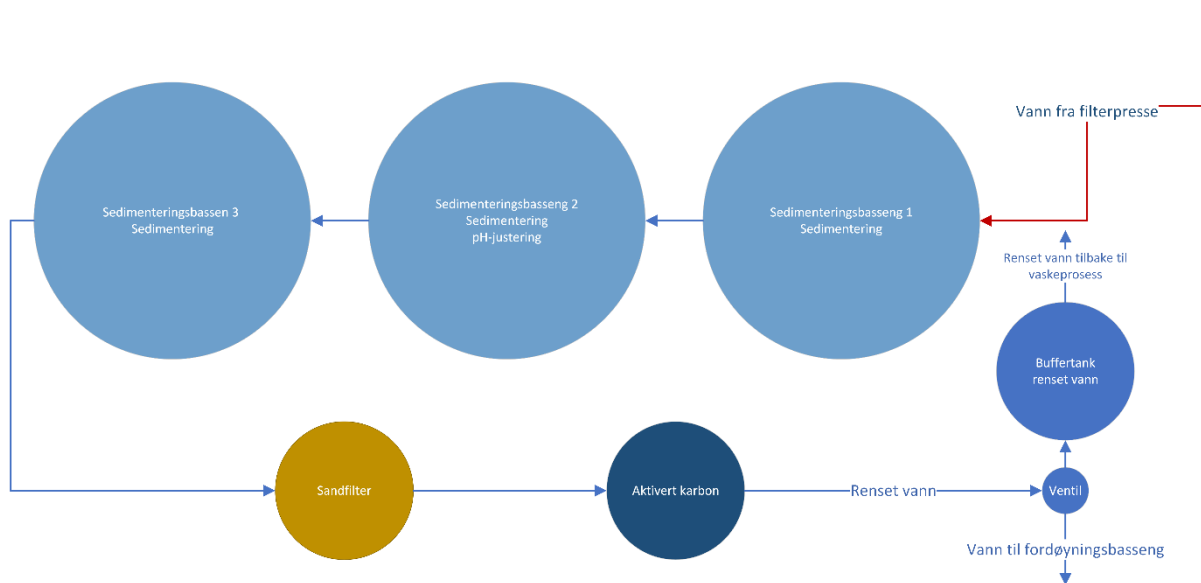 Vann fra filterpresse
Sedimenteringsbassen 3
Sedimentering
Sedimenteringsbasseng 2
Sedimentering
pH-justering
Sedimenteringsbasseng 1
Sedimentering
Renset vann tilbake til
vaskeprosess
Buffertank
renset vann
Sandfilter
Aktivert karbon
Renset vann
Ventil
Vann til fordøyningsbasseng